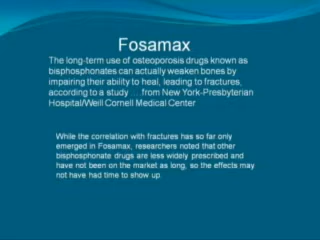 Fosamax
The long-term use of osteoporosis drugs known as
bisphosphonates can actually weaken bones by
impairing their ability to heal, leading to fractures,
according to a study ... from New York-Presbyterian
Hospital/Weill Cornell Medical Center
While the correlation with fractures has so far only
emerged in Fosamax, researchers noted that other
bisphosphonate drugs are less widely prescribed and
have not been on the market as long, so the effects may
not have had time to show up.